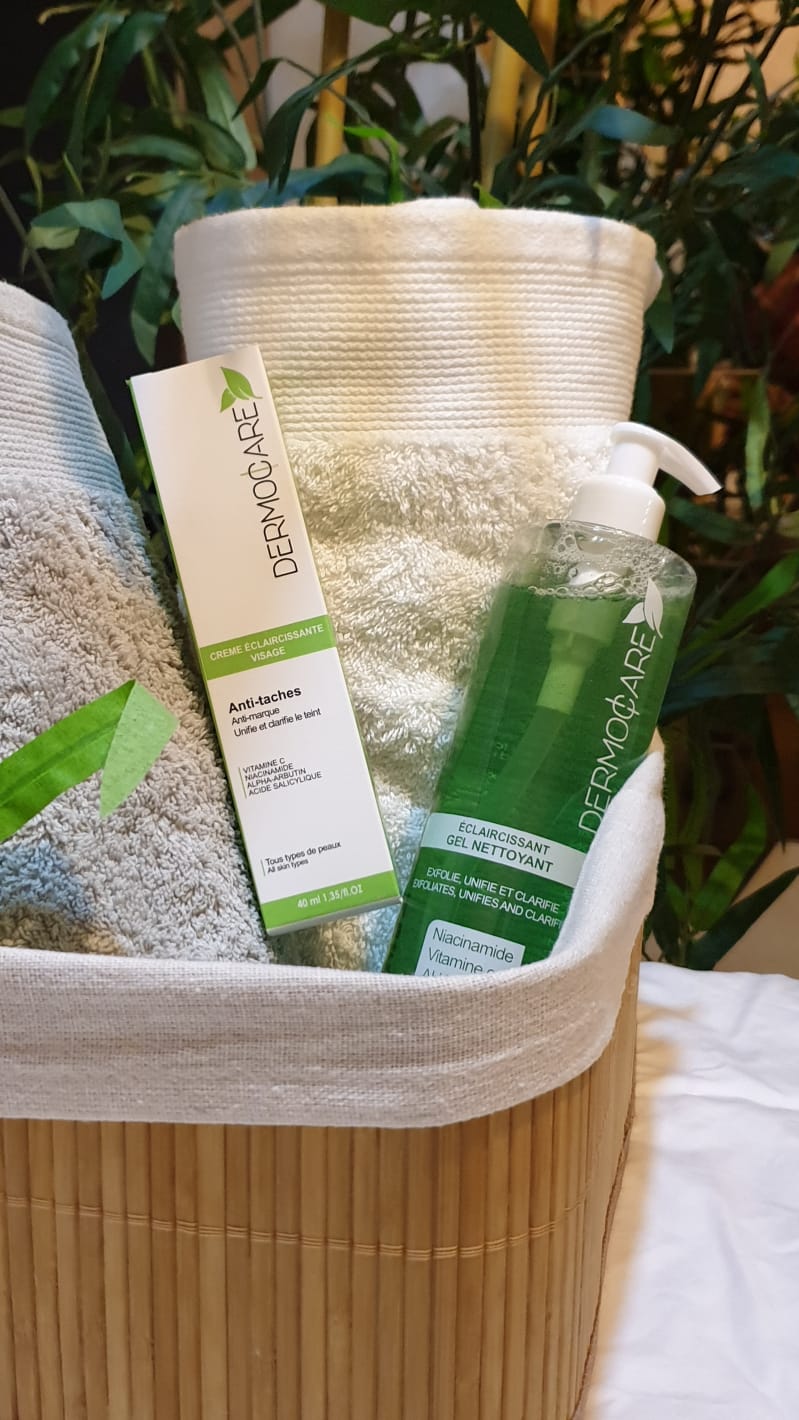 DERMOCARE
CREME ÉCLAIRCISSANTE
VISAGE
Anti-taches
Anti-marque
Unifie et clarifie le teint
VITAMINE C
NIACINAMIDE
ALPHA-ARBUTIN
ACIDE SALICYLIQUE
Tous types de peaux
All skin types
40 ml 1,35/fl.OZ
DERMOCARE
ÉCLAIRCISSANT
GEL NETTOYANT
EXFOLIE, UNIFIE ET CLARIFIE
EXFOLIATES, UNIFIES AND CLARIF
Niacinamide
Vitamine